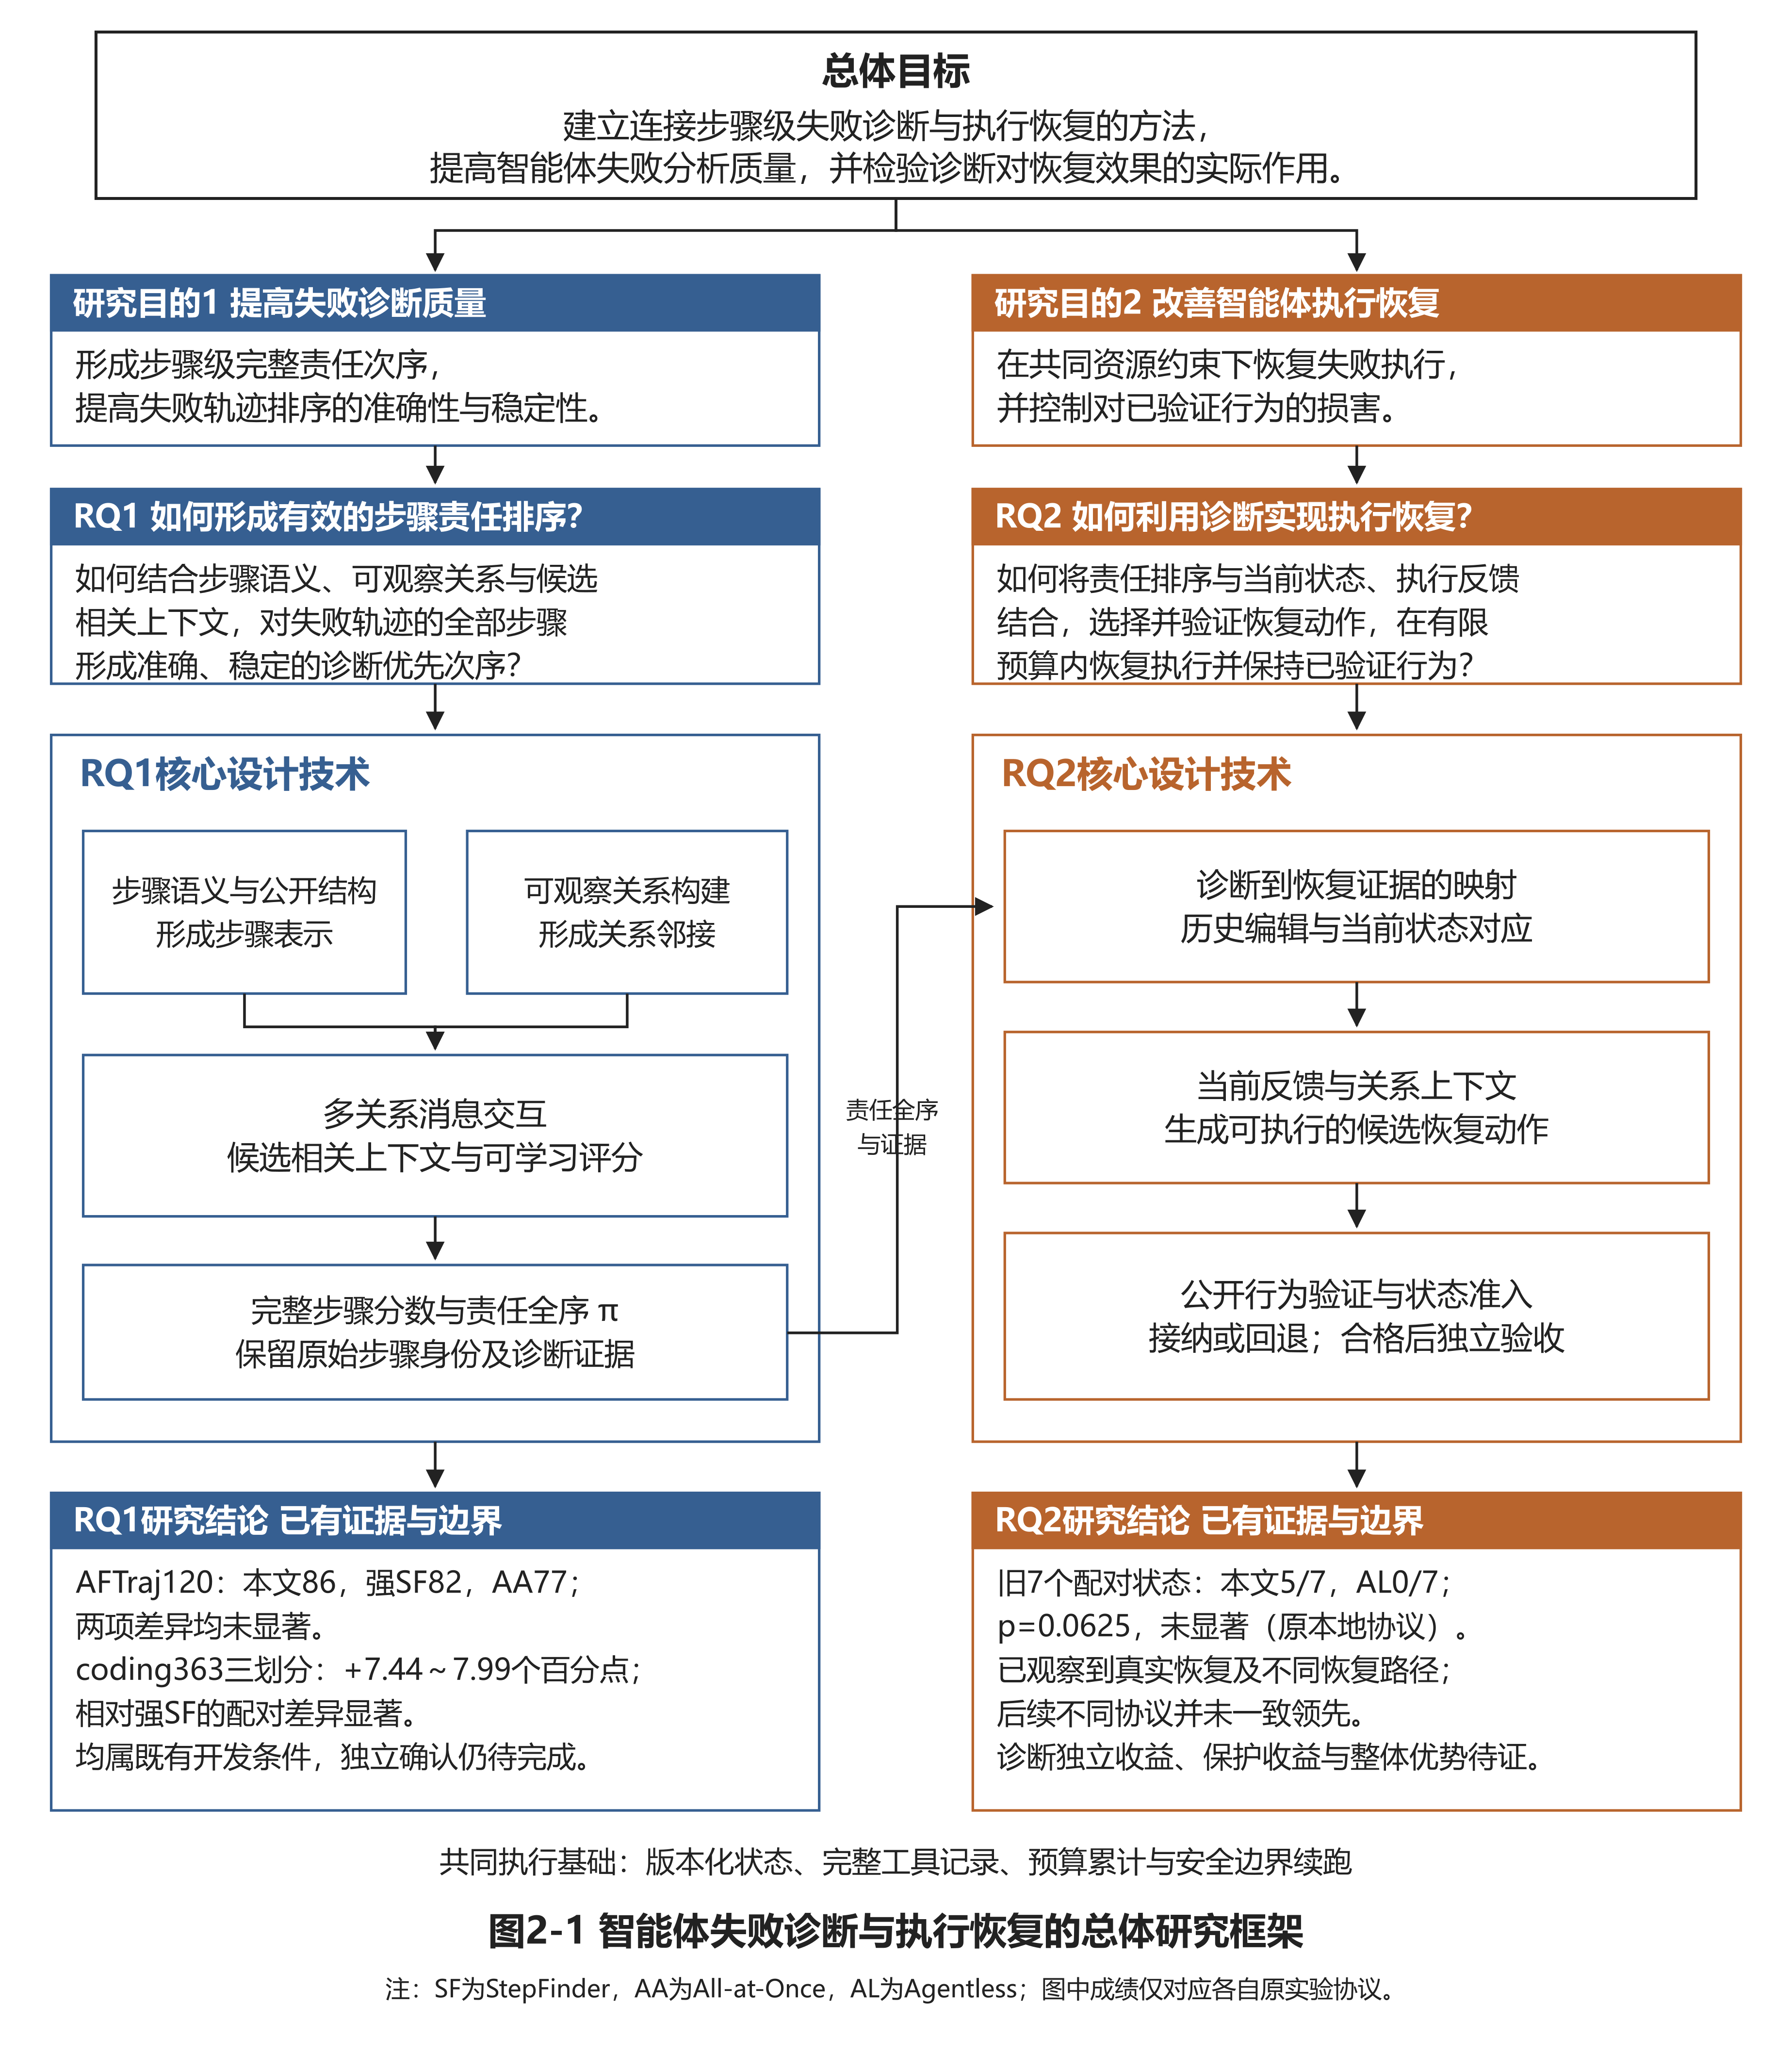 总体目标
建立连接步骤级失败诊断与执行恢复的方法，
提高智能体失败分析质量，并检验诊断对恢复效果的实际作用。
研究目的1 提高失败诊断质量
形成步骤级完整责任次序，
提高失败轨迹排序的准确性与稳定性。
研究目的2 改善智能体执行恢复
在共同资源约束下恢复失败执行，
并控制对已验证行为的损害。
RQ1 如何形成有效的步骤责任排序？
如何结合步骤语义、可观察关系与候选
相关上下文，对失败轨迹的全部步骤
形成准确、稳定的诊断优先次序？
RQ2 如何利用诊断实现执行恢复？
如何将责任排序与当前状态、执行反馈
结合，选择并验证恢复动作，在有限
预算内恢复执行并保持已验证行为？
RQ1核心设计技术
步骤语义与公开结构
形成步骤表示
可观察关系构建
形成关系邻接
多关系消息交互
候选相关上下文与可学习评分
完整步骤分数与责任全序 π
保留原始步骤身份及诊断证据
责任全序
与证据
RQ2核心设计技术
诊断到恢复证据的映射
历史编辑与当前状态对应
当前反馈与关系上下文
生成可执行的候选恢复动作
公开行为验证与状态准入
接纳或回退；合格后独立验收
RQ1研究结论 已有证据与边界
AFTraj120：本文86，强SF82，AA77；
两项差异均未显著。
coding363三划分：+7.44～7.99个百分点；
相对强SF的配对差异显著。
均属既有开发条件，独立确认仍待完成。
RQ2研究结论 已有证据与边界
旧7个配对状态：本文5/7，AL0/7；
p=0.0625，未显著（原本地协议）。
已观察到真实恢复及不同恢复路径；
后续不同协议并未一致领先。
诊断独立收益、保护收益与整体优势待证。
共同执行基础：版本化状态、完整工具记录、预算累计与安全边界续跑
图2-1 智能体失败诊断与执行恢复的总体研究框架
注：SF为StepFinder，AA为All-at-Once，AL为Agentless；图中成绩仅对应各自原实验协议。